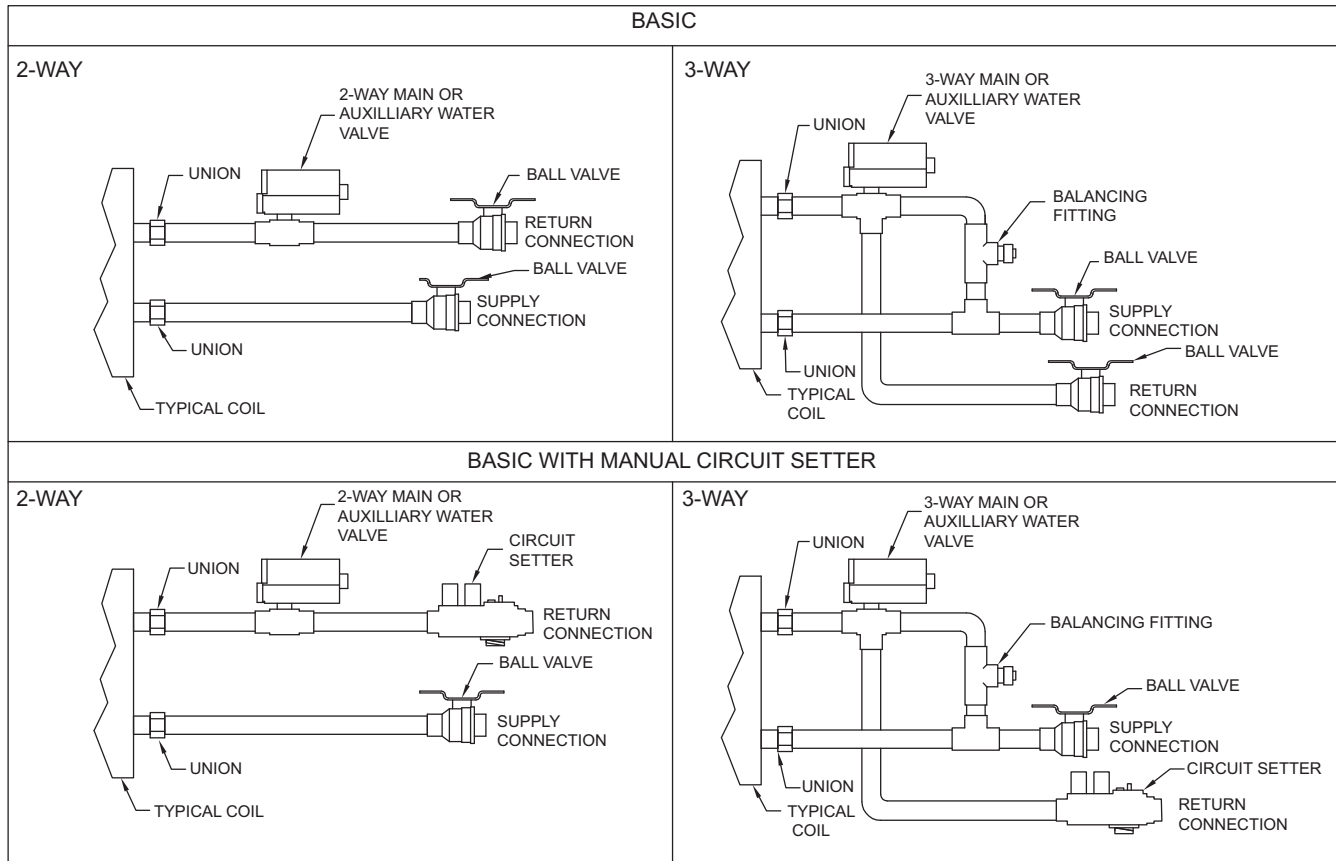 BASIC
2-WAY
2-WAY MAIN OR
AUXILLIARY WATER
VALVE
UNION
BALL VALVE
RETURN
CONNECTION
BALL VALVE
SUPPLY
CONNECTION
UNION
TYPICAL COIL
3-WAY
3-WAY MAIN OR
AUXILLIARY WATER
VALVE
UNION
BALANCING
FITTING
BALL VALVE
SUPPLY
CONNECTION
BALL VALVE
UNION
TYPICAL
COIL
RETURN
CONNECTION
BASIC WITH MANUAL CIRCUIT SETTER
2-WAY
2-WAY MAIN OR
AUXILLIARY WATER
VALVE
CIRCUIT
SETTER
UNION
RETURN
CONNECTION
BALL VALVE
SUPPLY
CONNECTION
UNION
TYPICAL COIL
3-WAY
3-WAY MAIN OR
AUXILLIARY WATER
VALVE
UNION
BALANCING FITTING
BALL VALVE
SUPPLY
CONNECTION
CIRCUIT SETTER
UNION
TYPICAL
COIL
RETURN
CONNECTION